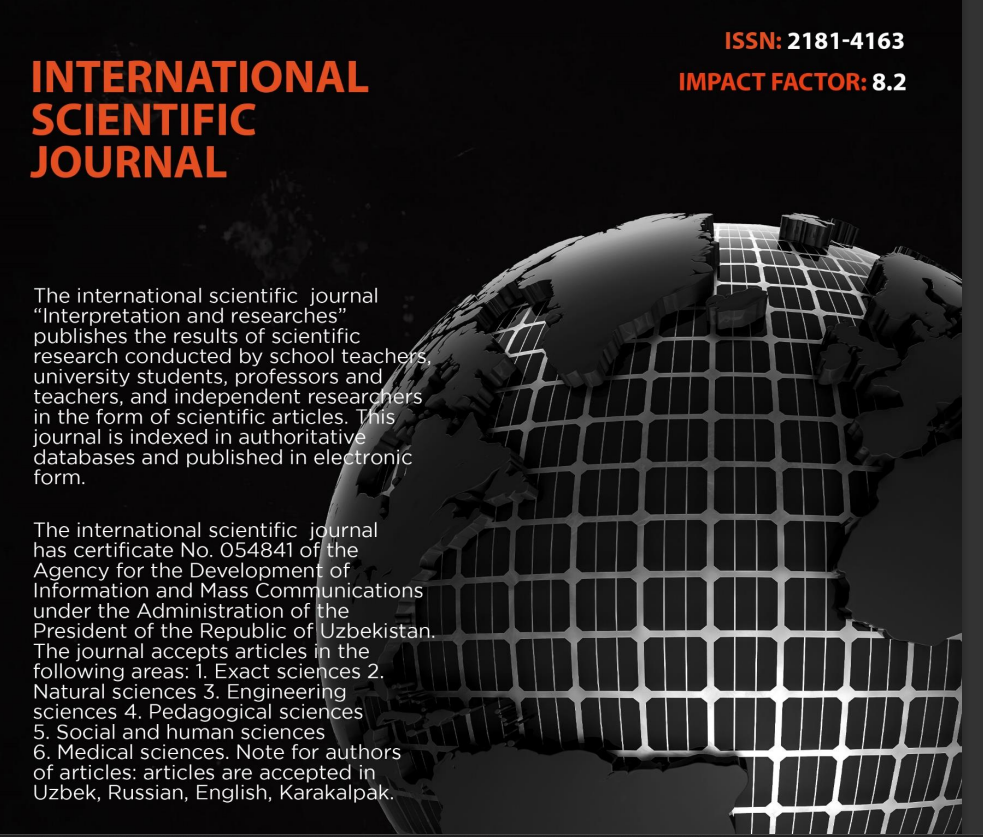 ISSN: 2181-4163
IMPACT FACTOR: 8.2
INTERNATIONAL
SCIENTIFIC
JOURNAL
The international scientific journal
“Interpretation and researches”
publishes the results of scientific
research conducted by school teachers,
university students, professors and
teachers, and independent researchers
in the form of scientific articles. This
journal is indexed in authoritative
databases and published in electronic
form.
The international scientific journal
has certificate No. 054841 of the
Agency for the Development of
Information and Mass Communications
under the Administration of the
President of the Republic of Uzbekistan.
The journal accepts articles in the
following areas: 1. Exact sciences 2.
Natural sciences 3. Engineering
sciences 4. Pedagogical sciences
5. Social and human sciences
6. Medical sciences. Note for authors
of articles: articles are accepted in
Uzbek, Russian, English, Karakalpak.